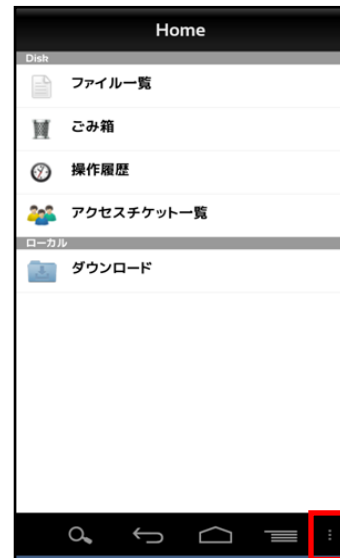 Home
Disk
ファイル一覧
ごみ箱
操作履歴
アクセスチケット一覧
ローカル
ダウンロード